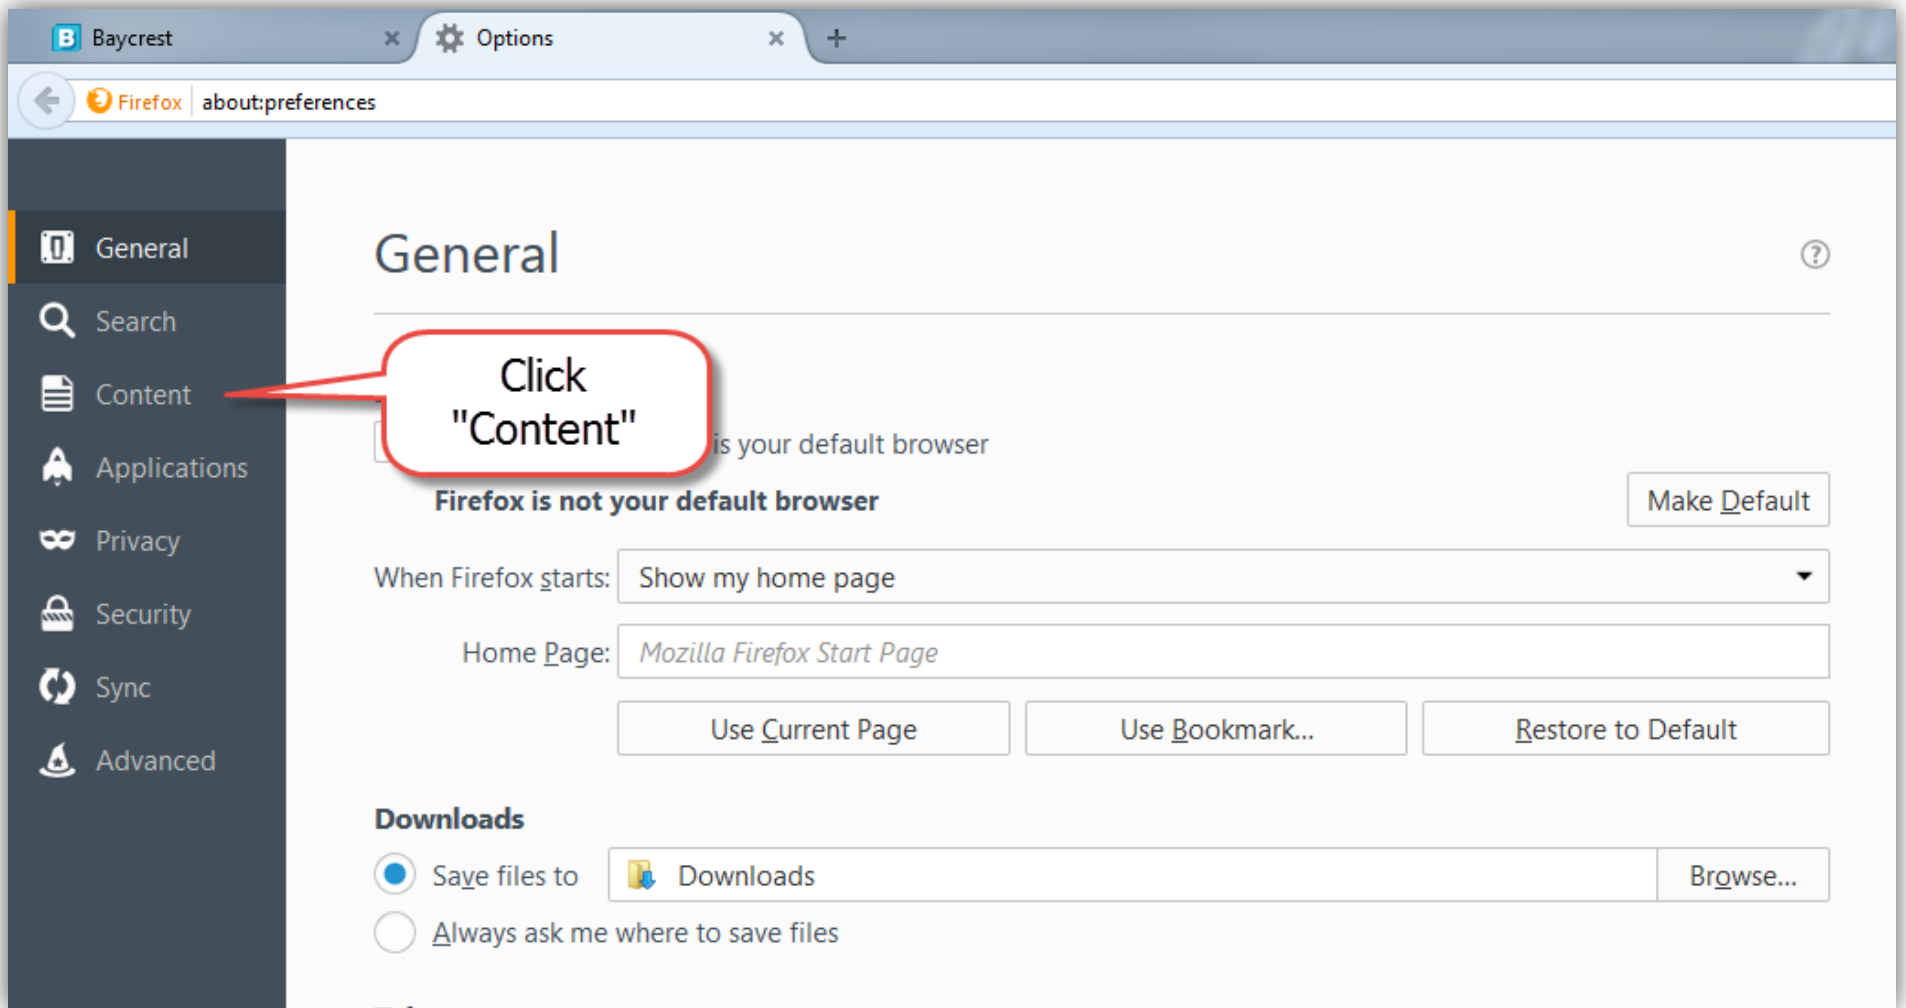 B Baycrest
Options
Firefox about:preferences
General
Search
Content
Applications
Privacy
Security
Sync
Advanced
General
Click
"Content"
is your default browser
Firefox is not your default browser
Make Default
When Firefox starts: Show my home page
Home Page: Mozilla Firefox Start Page
Use Current Page Use Bookmark... Restore to Default
Downloads
Save files to Downloads Browse...
Always ask me where to save files